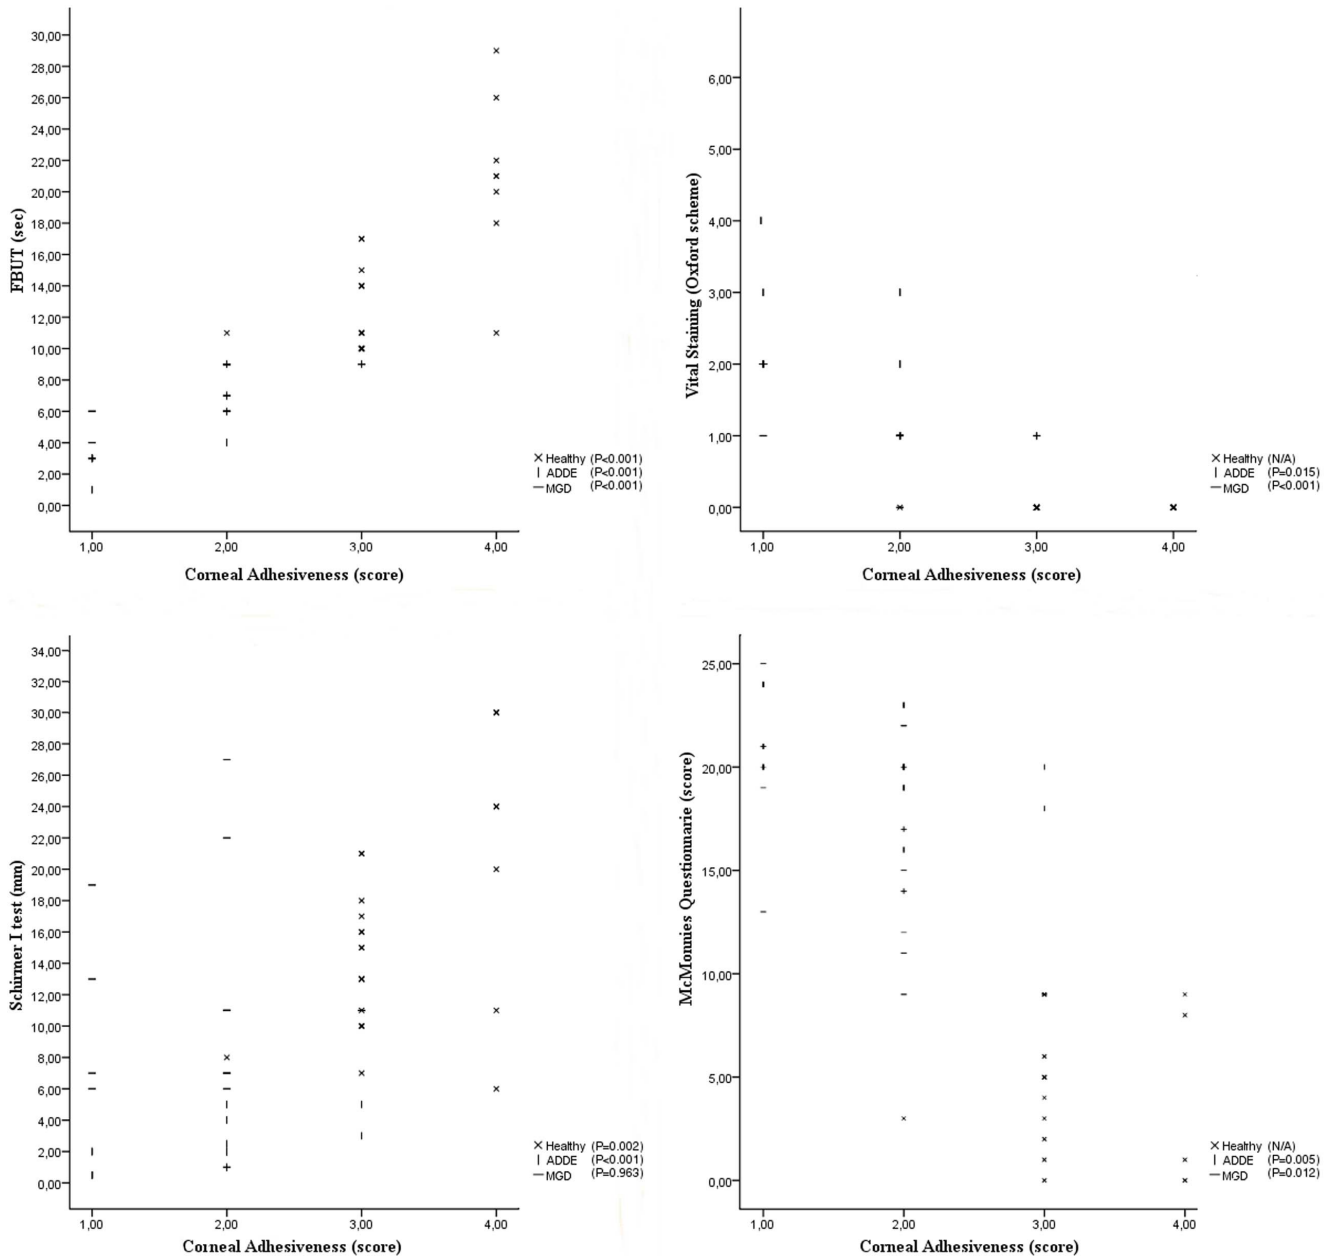 FBUT (sec)
30,00
28,00
26,00
24,00
22,00
20,00
18,00
16,00
14,00
12,00
10,00
8,00
6,00
4,00
2,00
0,00
1,00 2,00 3,00 4,00
Corneal Adhesiveness (score)
Healthy (P<0.001)
ADDE (P<0.001)
MGD (P<0.001)
Vital Staining (Oxford scheme)
6,00
5,00
4,00
3,00
2,00
1,00
0,00
1,00 2,00 3,00 4,00
Corneal Adhesiveness (score)
Healthy (N/A)
ADDE (P=0.015)
MGD (P<0.001)
Schirmer I test (mm)
34,00
32,00
30,00
28,00
26,00
24,00
22,00
20,00
18,00
16,00
14,00
12,00
10,00
8,00
6,00
4,00
2,00
0,00
1,00 2,00 3,00 4,00
Corneal Adhesiveness (score)
Healthy (P=0.002)
ADDE (P<0.001)
MGD (P=0.963)
McMonnies Questionnarie (score)
25,00
20,00
15,00
10,00
5,00
0,00
1,00 2,00 3,00 4,00
Corneal Adhesiveness (score)
Healthy (N/A)
ADDE (P=0.005)
MGD (P=0.012)